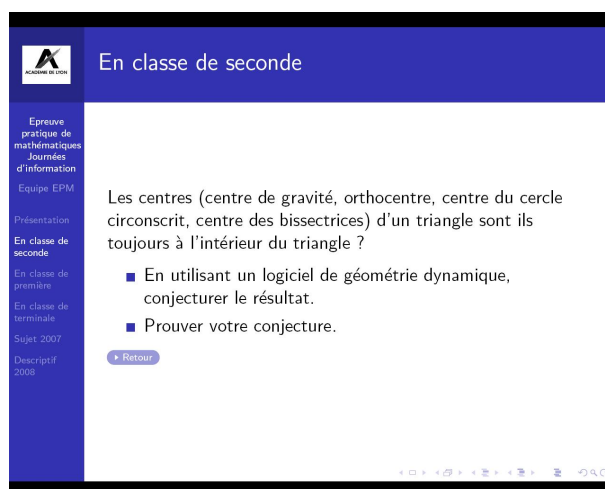 ACADEMIE DE LYON
En classe de seconde
Epreuve
pratique de
mathématiques
Journées
d'information
Equipe EPM
Présentation
En classe de
seconde
En classe de
première
En classe de
terminale
Sujet 2007
Descriptif
2008
Les centres (centre de gravité, orthocentre, centre du cercle
circonscrit, centre des bissectrices) d'un triangle sont ils
toujours à l'intérieur du triangle ?
En utilisant un logiciel de géométrie dynamique,
conjecturer le résultat.
Prouver votre conjecture.
Retour